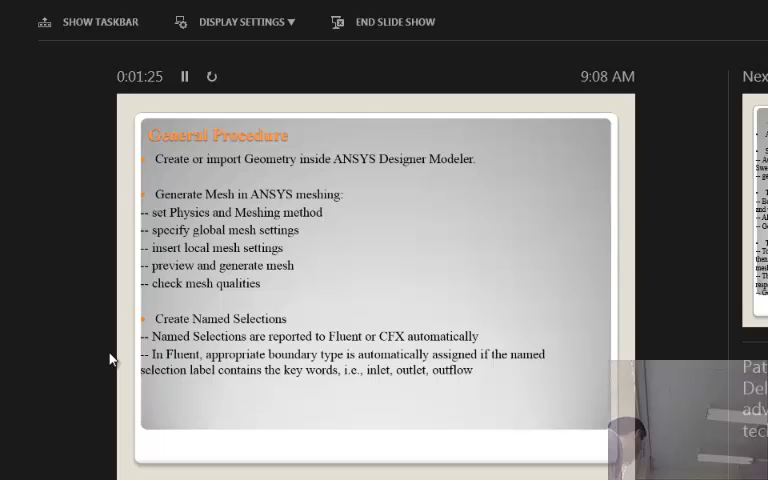 SHOW TASKBAR DISPLAY SETTINGS ▼ END SLIDE SHOW
0:01:25 9:08 AM Nex
General Procedure
Create or import Geometry inside ANSYS Designer Modeler.
Generate Mesh in ANSYS meshing:
-- set Physics and Meshing method
-- specify global mesh settings
-- insert local mesh settings
-- preview and generate mesh
-- check mesh qualities
Create Named Selections
-- Named Selections are reported to Fluent or CFX automatically
-- In Fluent, appropriate boundary type is automatically assigned if the named
selection label contains the key words, i.e., inlet, outlet, outflow
Pat
Del
adv
tec